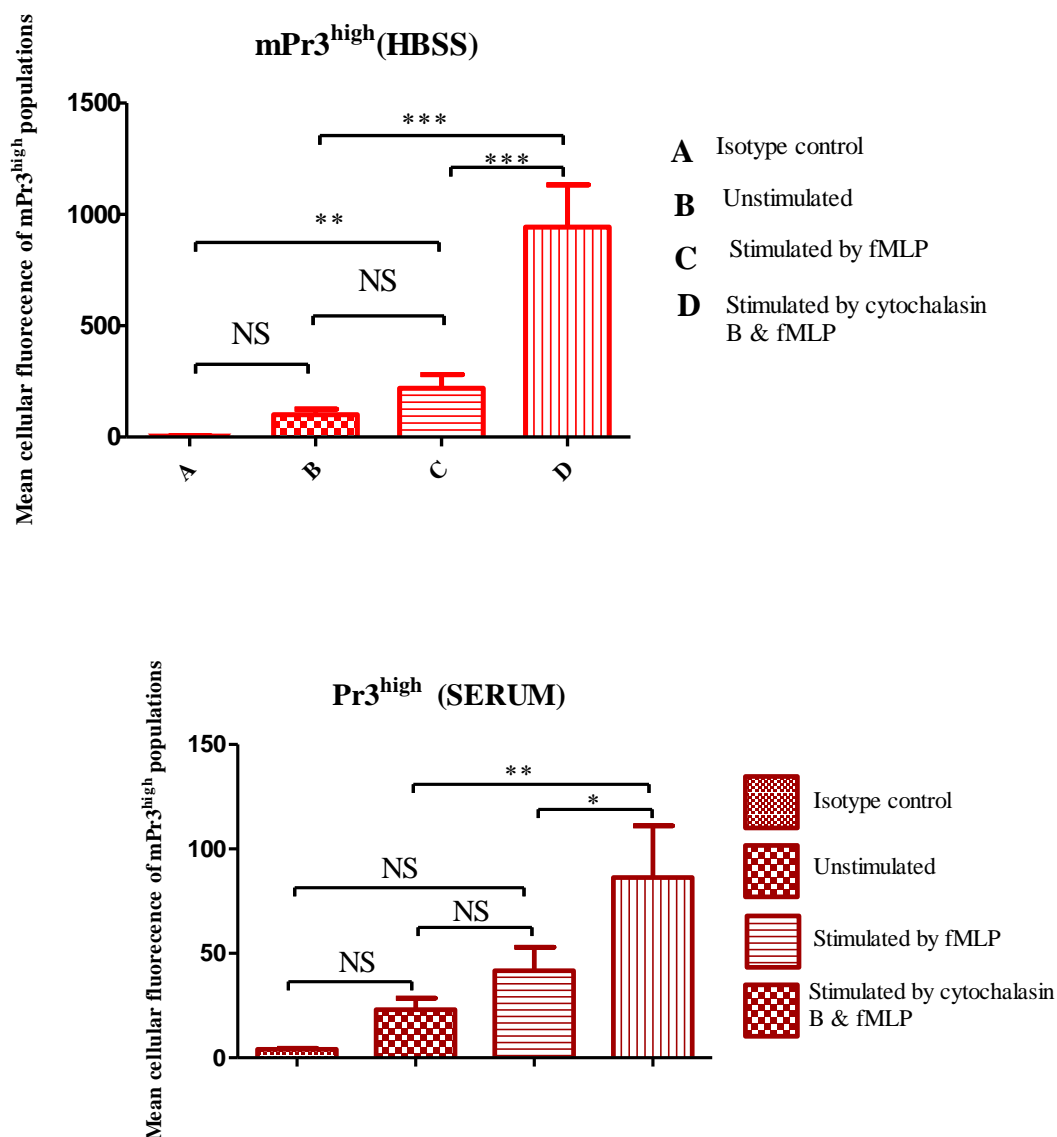 mPr3high(HBSS)
Mean cellular fluorecence of mPr3high populations
1500
1000
500
0
***
***
**
NS
NS
A
B
C
D
A Isotype control
B Unstimulated
C Stimulated by fMLP
D Stimulated by cytochalasin
B & fMLP
Pr3high (SERUM)
Mean cellular fluorecence of mPr3high populations
150
100
50
0
**
*
NS
NS
NS
Isotype control
Unstimulated
Stimulated by fMLP
Stimulated by cytochalasin
B & fMLP